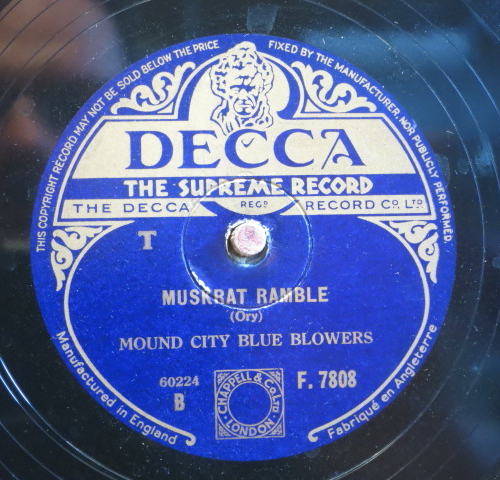 THIS COPYRIGHT RECORD MAY NOT BE SOLD BELOW THE PRICE FIXED BY THE MANUFACTURER, NOR PUBLICLY PERFORMED.
DECCA
THE SUPREME RECORD
THE DECCA REGD RECORD CO. LTD
T
MUSKRAT RAMBLE
(Ory)
MOUND CITY BLUE BLOWERS
60224
B
CHAPPELL & CO. LTD.
LONDON
F. 7808
Manufactured in England
Fabriqué en Angleterre